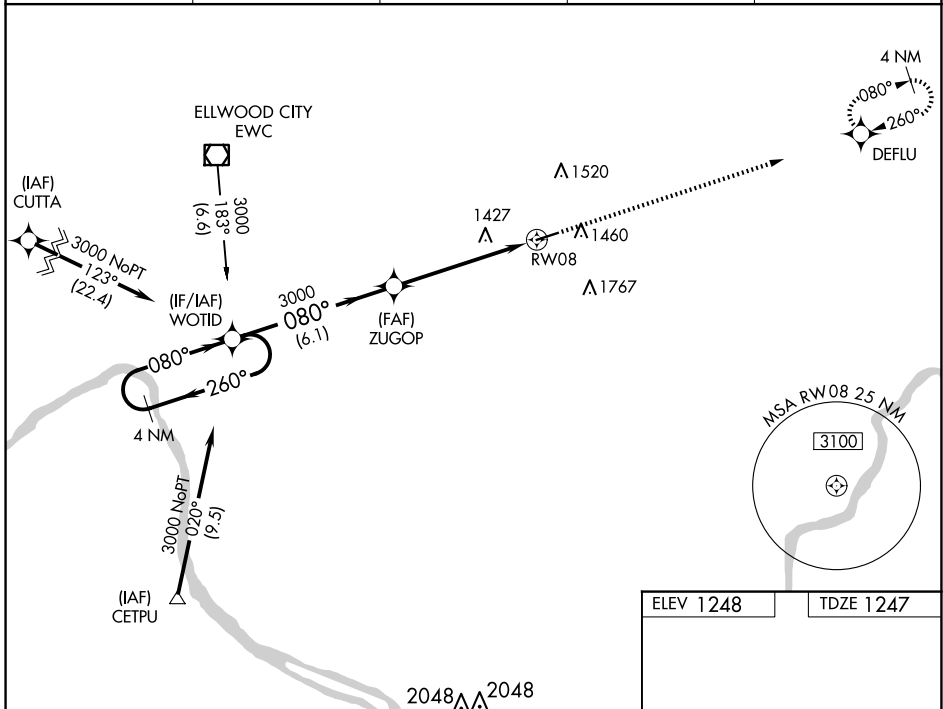 4 NM
080°
260°
DEFLU
ELLWOOD CITY
EWC
3000
183°
(6.6)
(IAF)
CUTTA
3000 NoPT
123°
(22.4)
1520
1427
1460
RW08
1767
(IF/IAF)
WOTID
3000
080°
(6.1)
(FAF)
ZUGOP
080°
260°
4 NM
3000 NoPT
020°
(9.5)
(IAF)
CETPU
MSA RW08 25 NM
3100
ELEV 1248
TDZE 1247
2048 2048